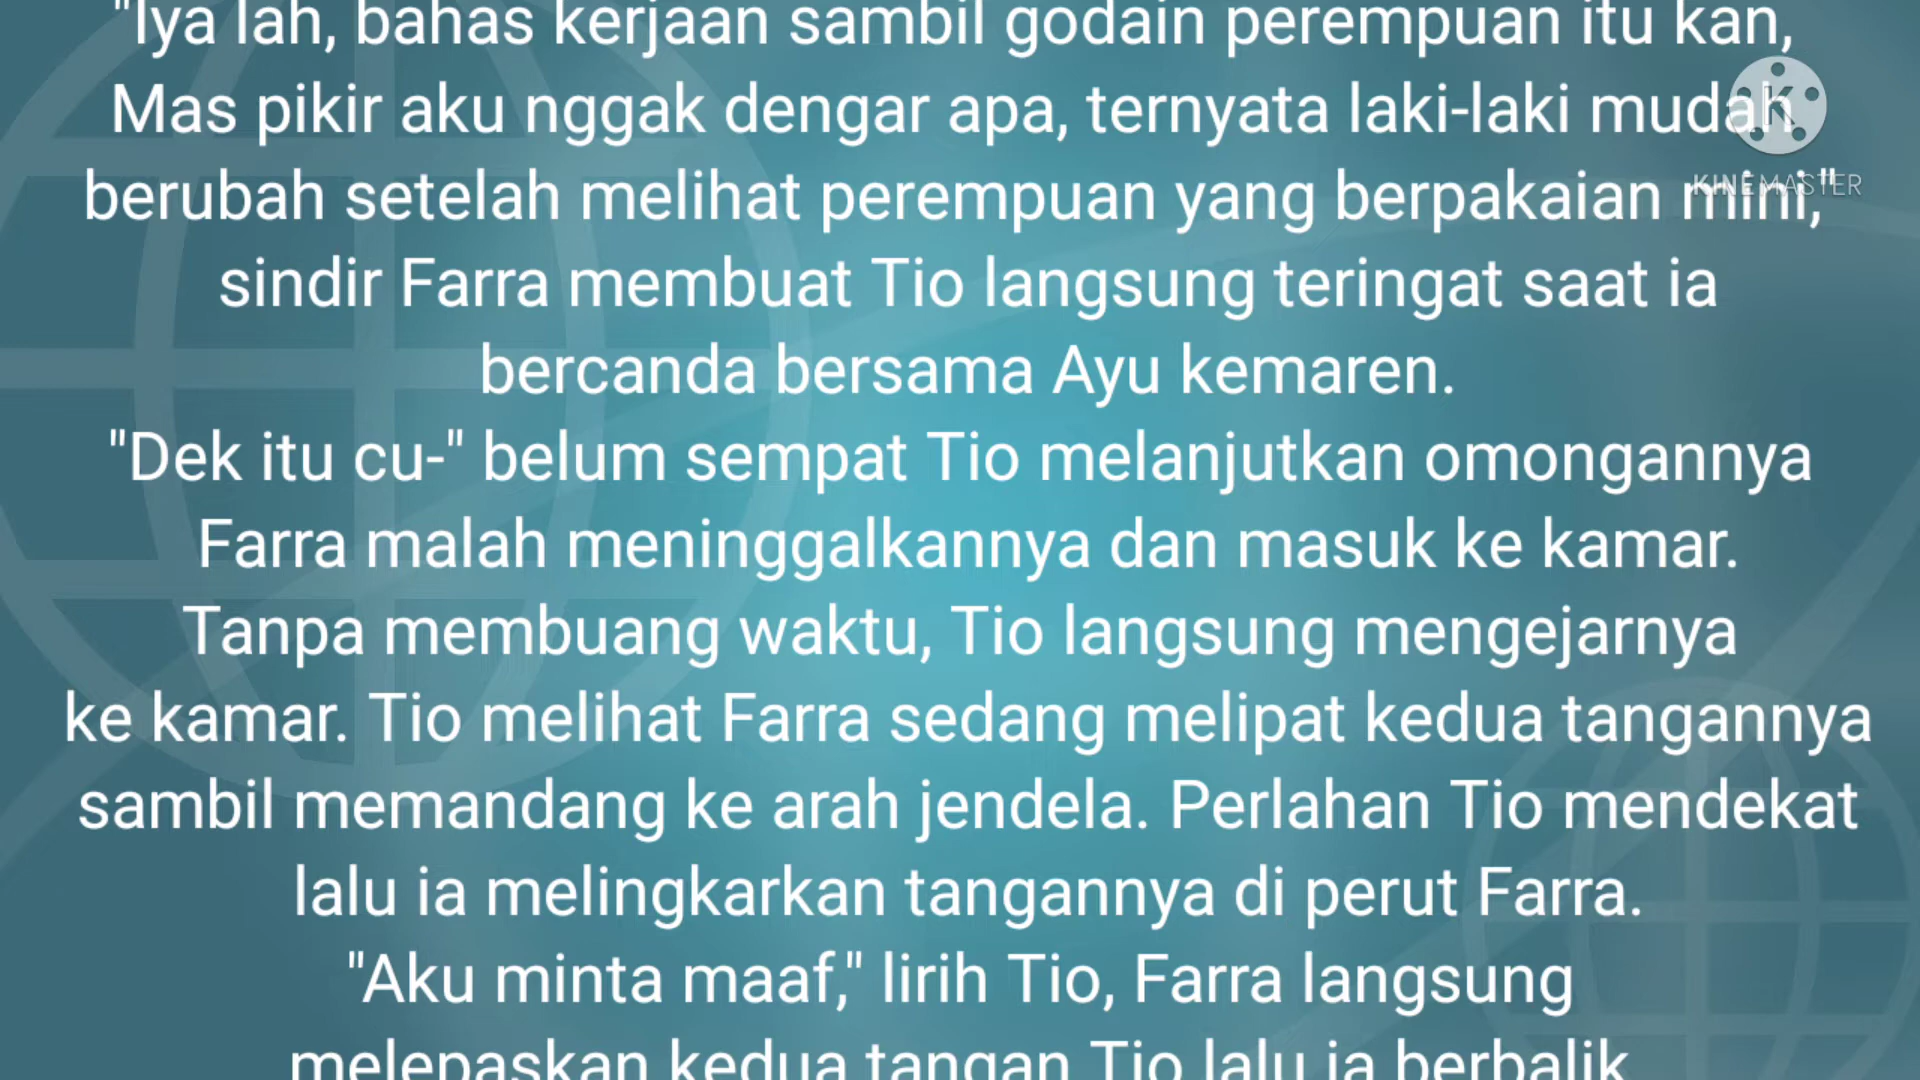 "Iya lah, bahas kerjaan sambil godain perempuan itu kan,
Mas pikir aku nggak dengar apa, ternyata laki-laki mudah
berubah setelah melihat perempuan yang berpakaian mini,"
sindir Farra membuat Tio langsung teringat saat ia
bercanda bersama Ayu kemaren.
"Dek itu cu-" belum sempat Tio melanjutkan omongannya
Farra malah meninggalkannya dan masuk ke kamar.
Tanpa membuang waktu, Tio langsung mengejarnya
ke kamar. Tio melihat Farra sedang melipat kedua tangannya
sambil memandang ke arah jendela. Perlahan Tio mendekat
lalu ia melingkarkan tangannya di perut Farra.
"Aku minta maaf," lirih Tio, Farra langsung
melepaskan kedua tangan Tio lalu ia berbalik
K
KINEMASTER